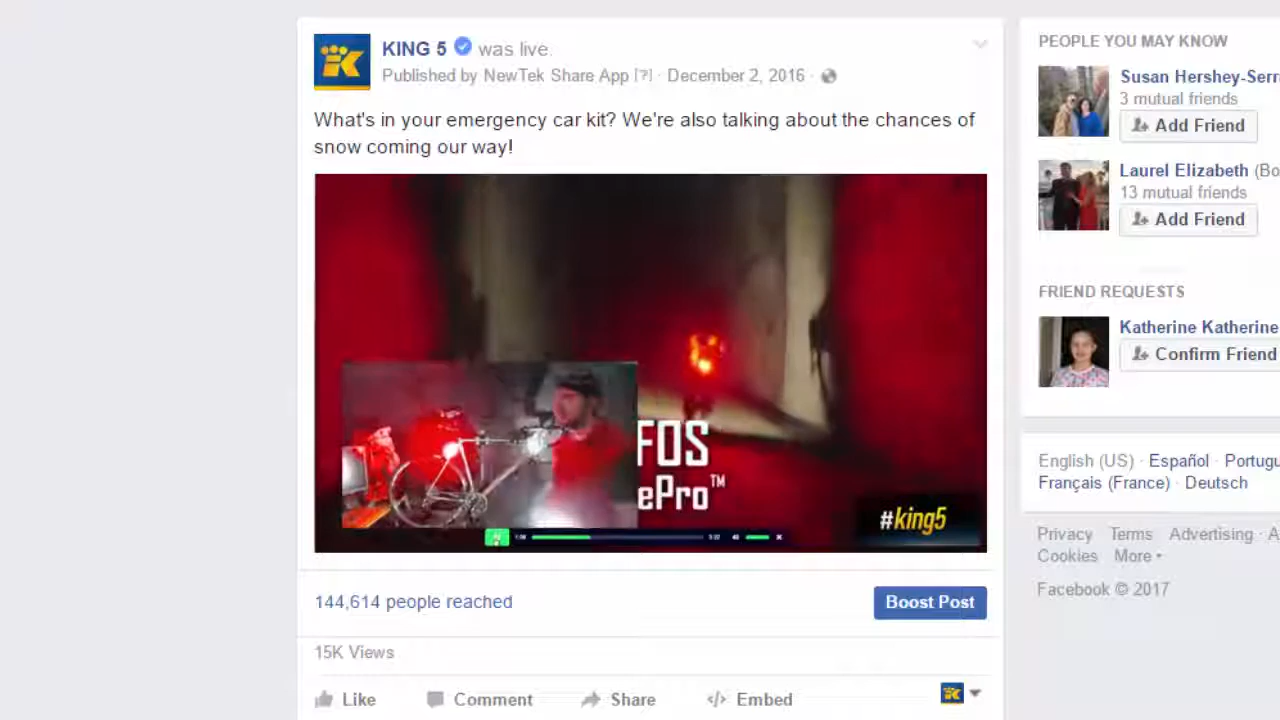 KING 5 was live.
Published by NewTek Share App [?] · December 2, 2016 ·
What's in your emergency car kit? We're also talking about the chances of
snow coming our way!
FOS
ePro™
#king5
144,614 people reached
Boost Post
15K Views
Like Comment Share Embed
PEOPLE YOU MAY KNOW
Susan Hershey-Serr
3 mutual friends
Add Friend
Laurel Elizabeth (Bo
13 mutual friends
Add Friend
FRIEND REQUESTS
Katherine Katherine
Confirm Friend
English (US) · Español · Portugu
Français (France) · Deutsch
Privacy · Terms · Advertising · A
Cookies · More
Facebook © 2017